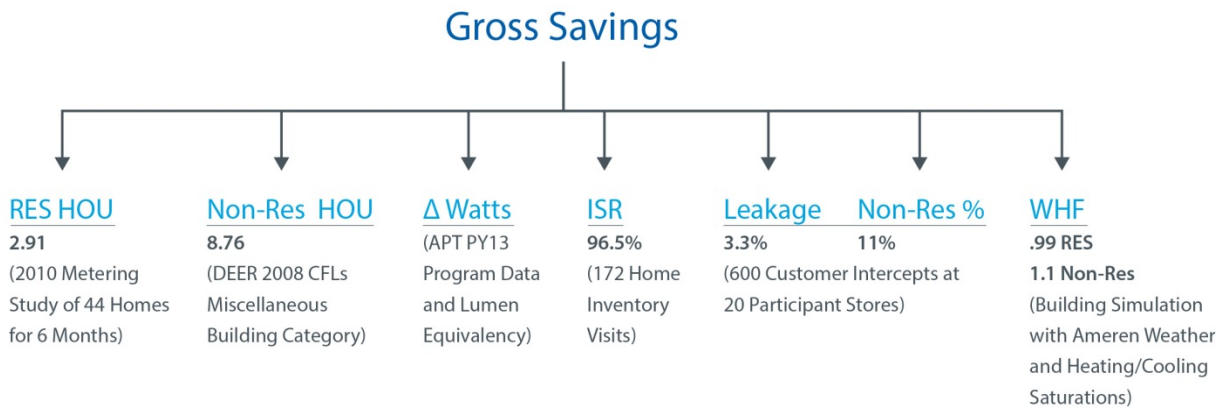 Gross Savings
RES HOU
2.91
(2010 Metering
Study of 44 Homes
for 6 Months)
Non-Res HOU
8.76
(DEER 2008 CFLs
Miscellaneous
Building Category)
Δ Watts
(APT PY13
Program Data
and Lumen
Equivalency)
ISR
96.5%
(172 Home
Inventory
Visits)
Leakage Non-Res %
3.3% 11%
(600 Customer Intercepts at
20 Participant Stores)
WHF
.99 RES
1.1 Non-Res
(Building Simulation
with Ameren Weather
and Heating/Cooling
Saturations)